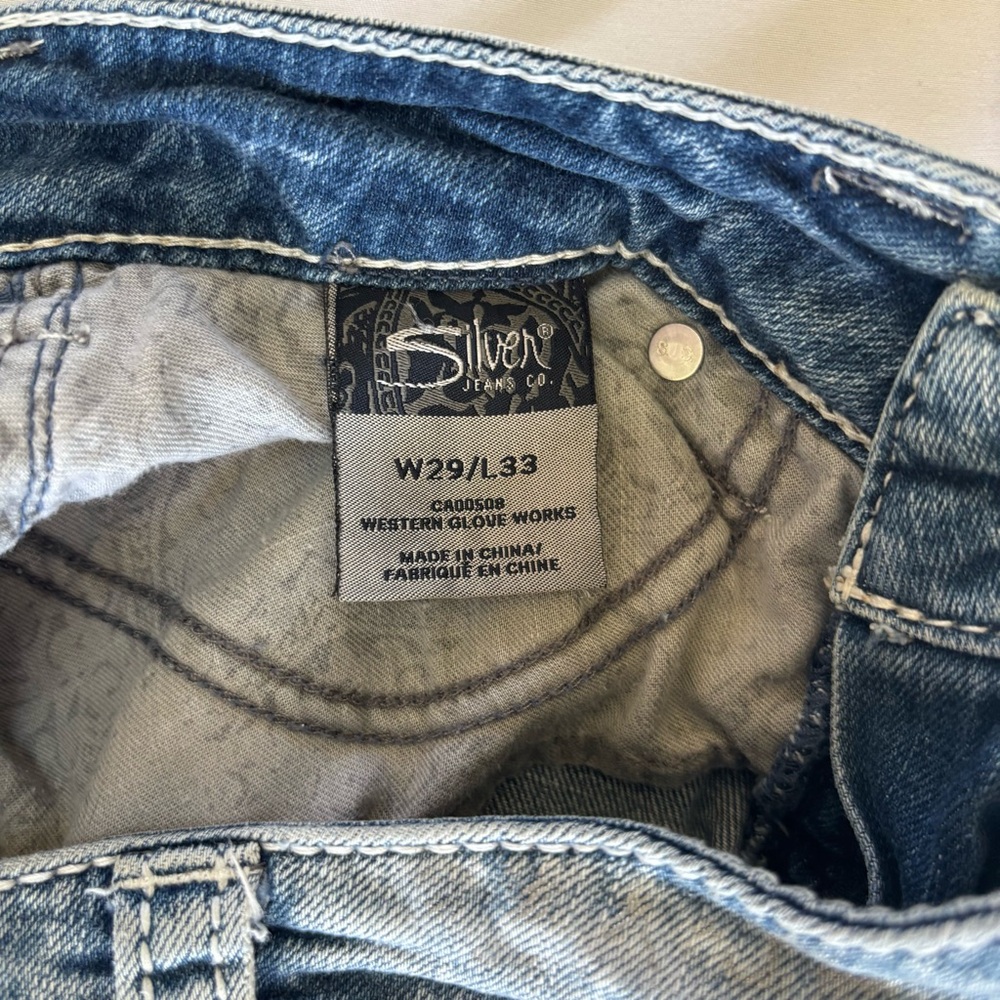 Silver®
JEANS CO.
W29/L33
CA00508
WESTERN GLOVE WORKS
MADE IN CHINA/
FABRIQUÉ EN CHINE